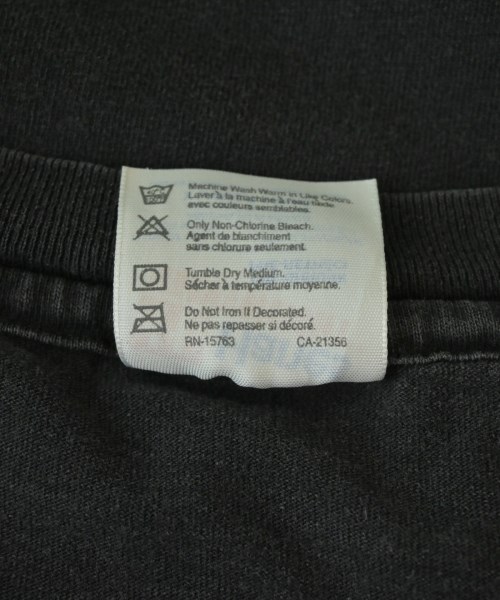 Machine Wash Warm in Like Colors.
Laver à la machine à l'eau tiède
avec couleurs semblables.
Only Non-Chlorine Bleach.
Agent de blanchiment
sans chlorure seulement.
Tumble Dry Medium.
Sécher à température moyenne.
Do Not Iron If Decorated.
Ne pas repasser si décoré.
RN-15763 CA-21356